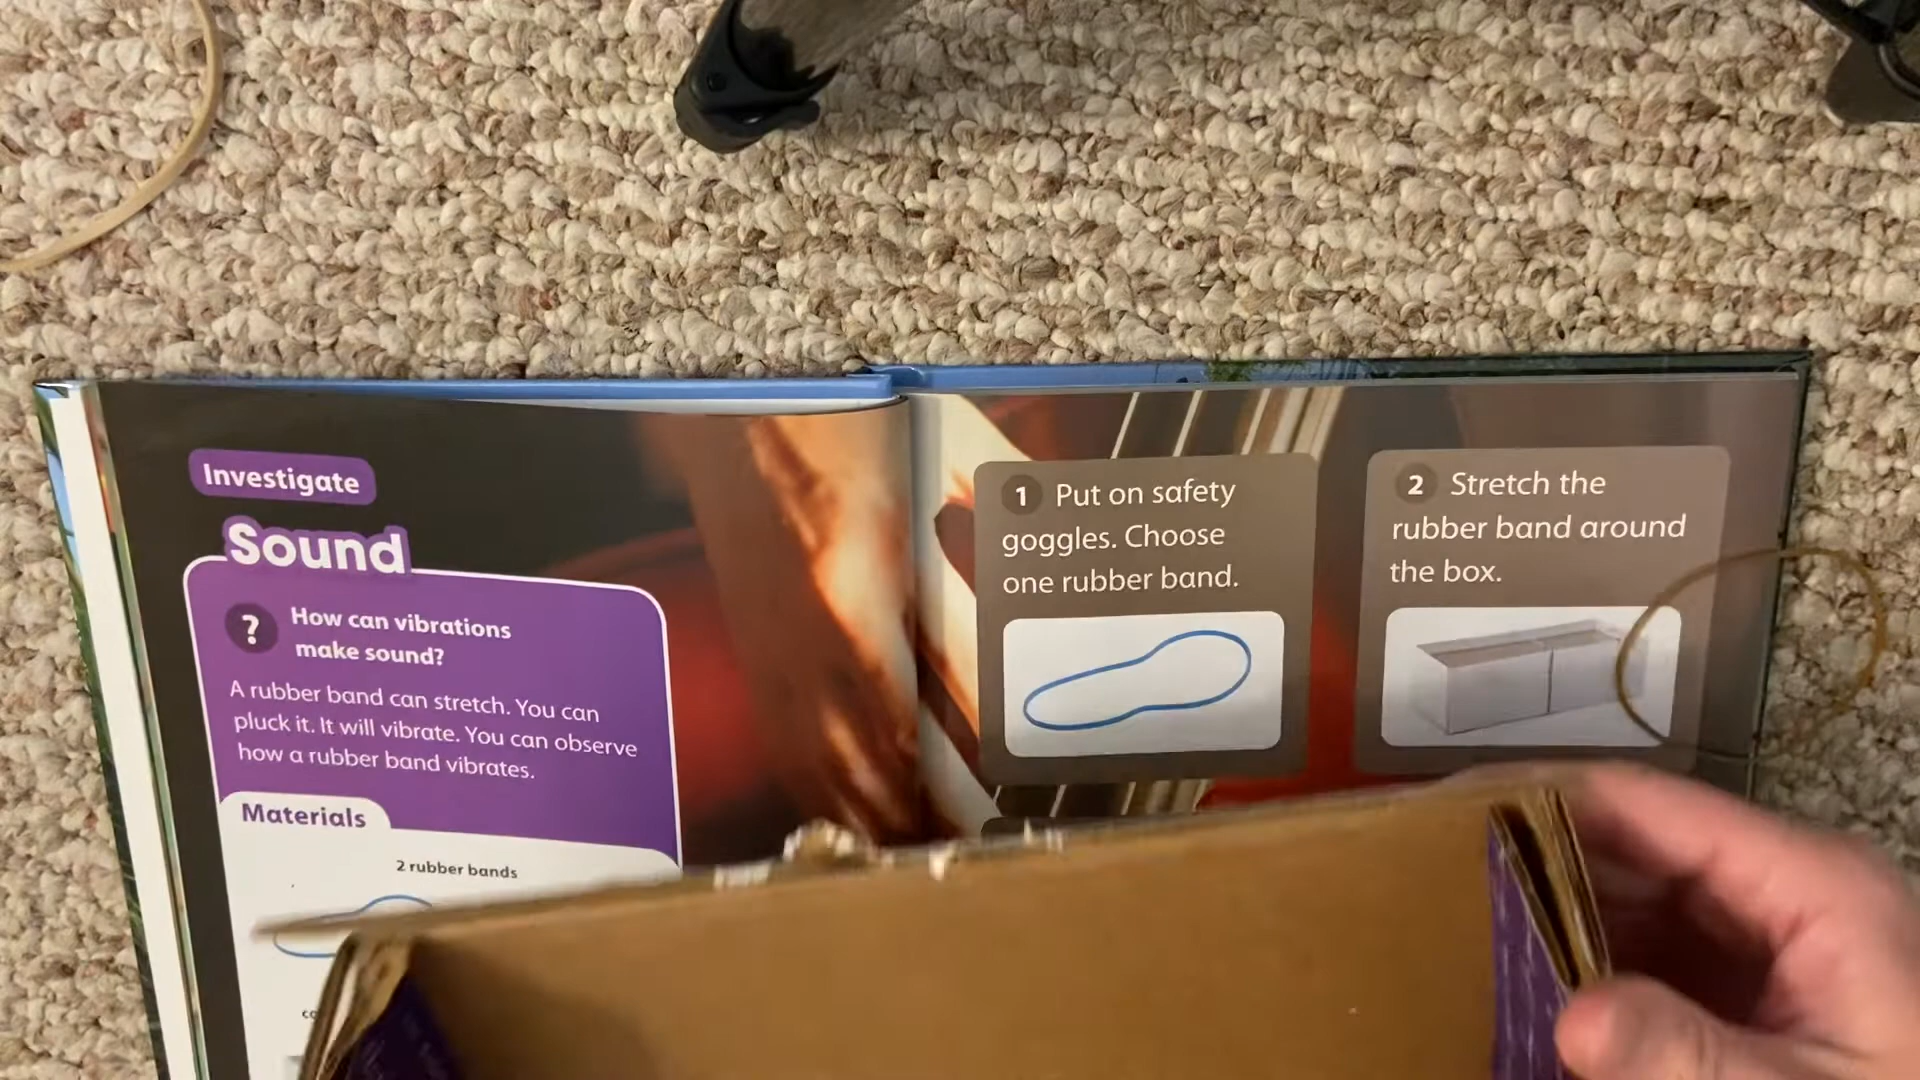 Investigate
Sound
? How can vibrations
make sound?
A rubber band can stretch. You can
pluck it. It will vibrate. You can observe
how a rubber band vibrates.
Materials
2 rubber bands
1 Put on safety
goggles. Choose
one rubber band.
2 Stretch the
rubber band around
the box.